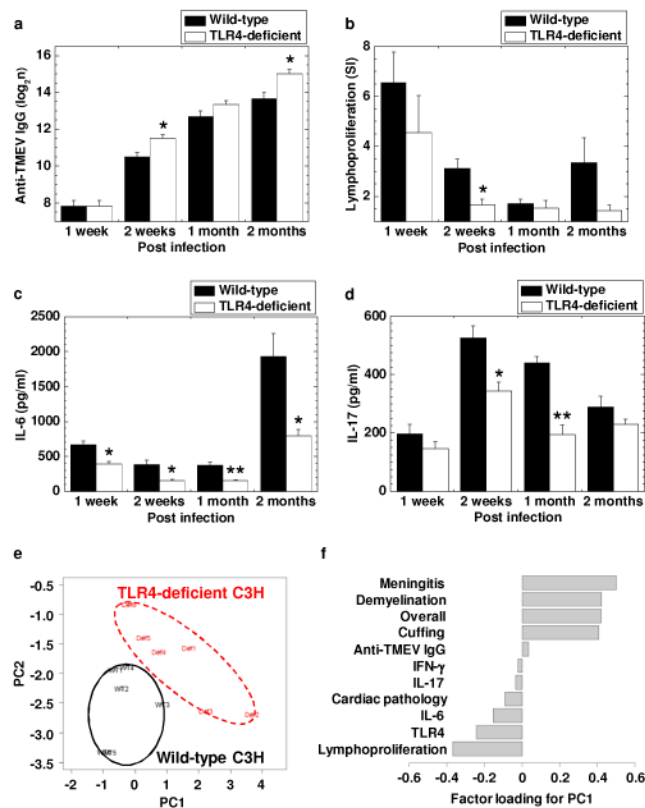 a
Wild-type
TLR4-deficient
Anti-TMEV IgG (log2n)
16
14
12
10
8
*
*
1 week 2 weeks 1 month 2 months
Post infection
b
Wild-type
TLR4-deficient
Lymphoproliferation (SI)
8
6
4
2
*
1 week 2 weeks 1 month 2 months
Post infection
c
Wild-type
TLR4-deficient
IL-6 (pg/ml)
2500
2000
1500
1000
500
0
*
*
**
*
1 week 2 weeks 1 month 2 months
Post infection
d
Wild-type
TLR4-deficient
IL-17 (pg/ml)
600
400
200
0
*
**
1 week 2 weeks 1 month 2 months
Post infection
e
TLR4-deficient C3H
PC2
-0.5
-1.0
-1.5
-2.0
-2.5
-3.0
-3.5
Def5
Def4
Def1
Def3
Def2
WT2
WT3
Wild-type C3H
-2 -1 0 1 2 3 4
PC1
f
Meningitis
Demyelination
Overall
Cuffing
Anti-TMEV IgG
IFN-γ
IL-17
Cardiac pathology
IL-6
TLR4
Lymphoproliferation
-0.6 -0.4 -0.2 0 0.2 0.4 0.6
Factor loading for PC1